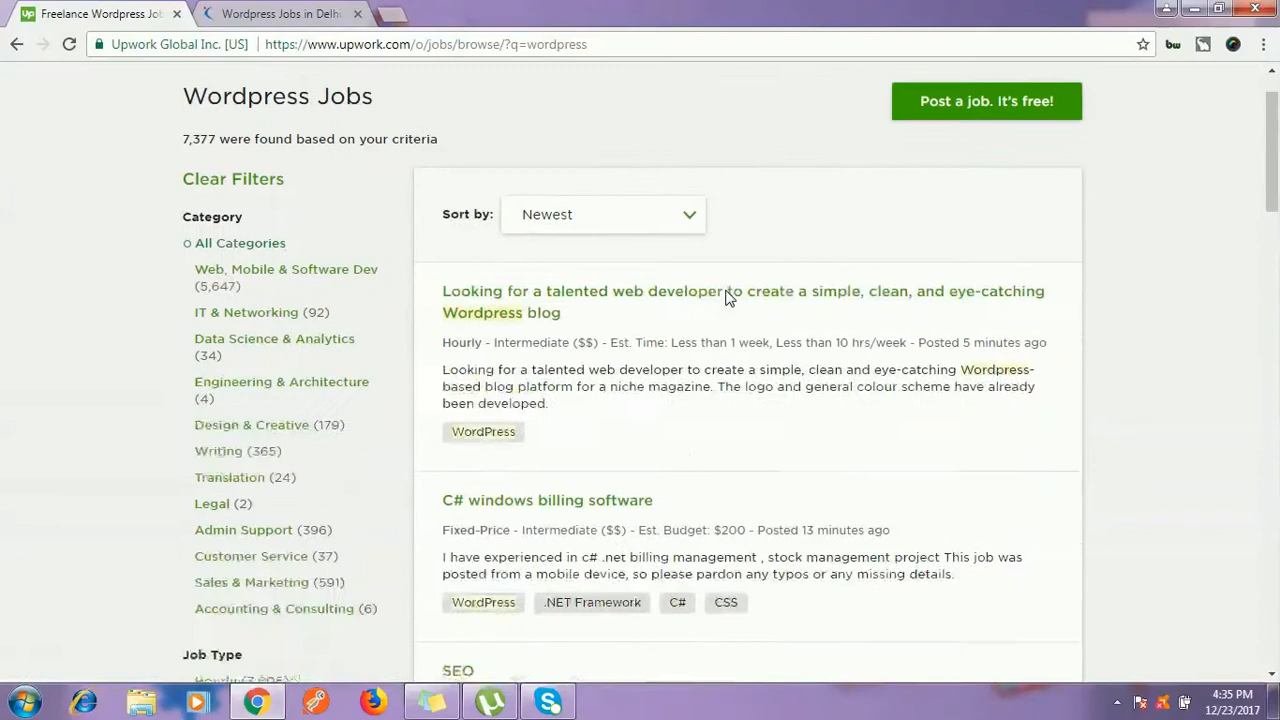 Freelance Wordpress Jo
Wordpress Jobs in Delh
Upwork Global Inc. [US]
https://www.upwork.com/o/jobs/browse/?q=wordpress
bw
Wordpress Jobs
Post a job. It's free!
7,377 were found based on your criteria
Clear Filters
Category
All Categories
Web, Mobile & Software Dev
(5,647)
IT & Networking (92)
Data Science & Analytics
(34)
Engineering & Architecture
(4)
Design & Creative (179)
Writing (365)
Translation (24)
Legal (2)
Admin Support (396)
Customer Service (37)
Sales & Marketing (591)
Accounting & Consulting (6)
Job Type
Sort by:
Newest
Looking for a talented web developer to create a simple, clean, and eye-catching
Wordpress blog
Hourly - Intermediate ($$) - Est. Time: Less than 1 week, Less than 10 hrs/week - Posted 5 minutes ago
Looking for a talented web developer to create a simple, clean and eye-catching Wordpress-
based blog platform for a niche magazine. The logo and general colour scheme have already
been developed.
WordPress
C# windows billing software
Fixed-Price - Intermediate ($$) - Est. Budget: $200 - Posted 13 minutes ago
I have experienced in c# .net billing management , stock management project This job was
posted from a mobile device, so please pardon any typos or any missing details.
WordPress .NET Framework C# CSS
SEO
4:35 PM
12/23/2017